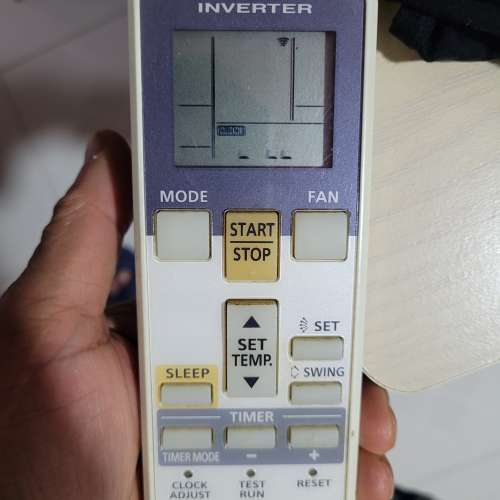 INVERTER
MODE
FAN
START
STOP
SET
TEMP.
SET
SWING
SLEEP
TIMER
TIMER MODE
−
+
CLOCK
ADJUST
TEST
RUN
RESET